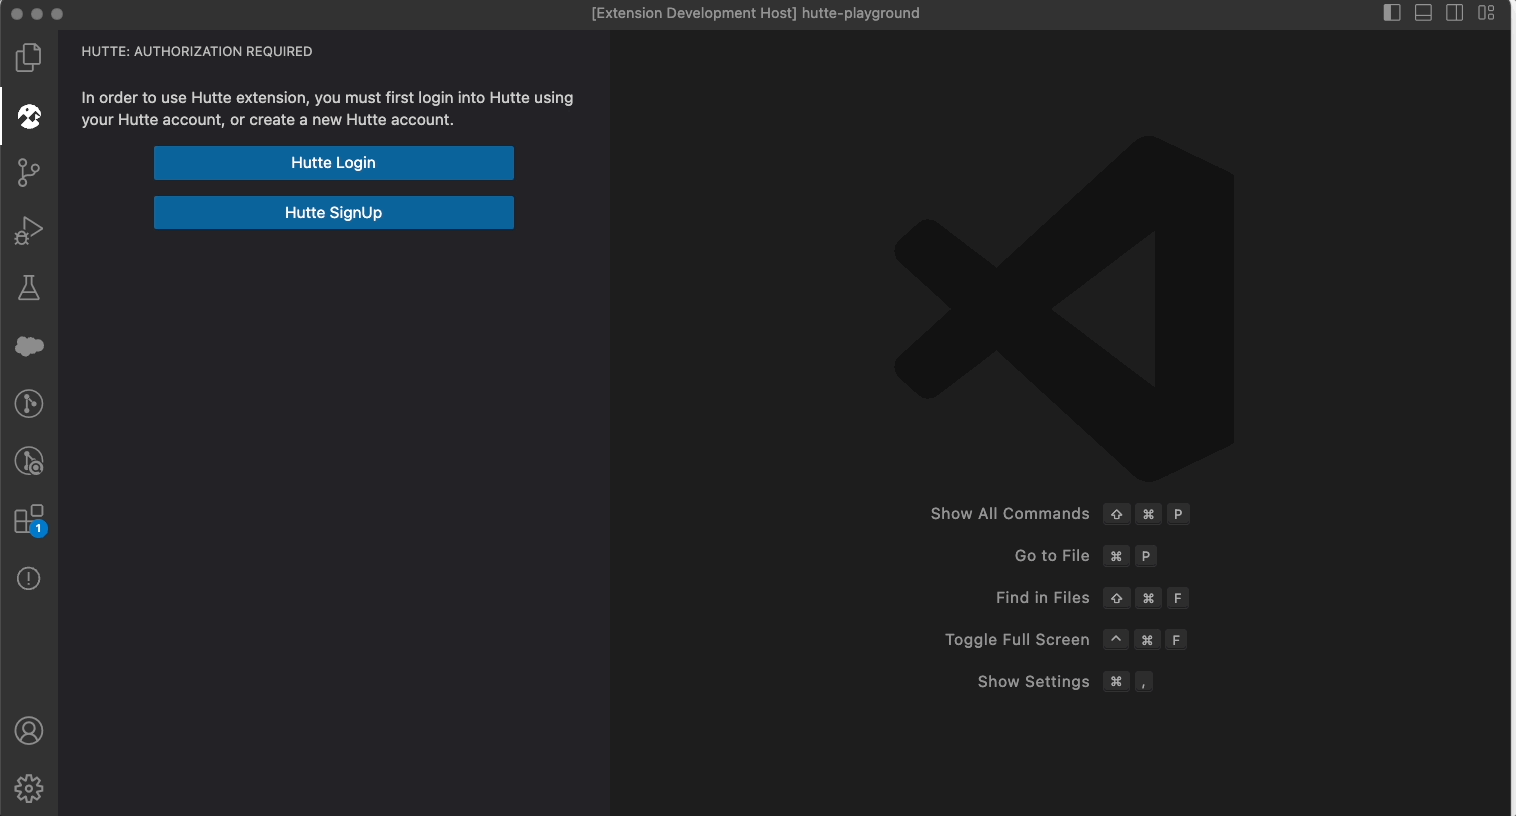 [Extension Development Host] hutte-playground
HUTTE: AUTHORIZATION REQUIRED
In order to use Hutte extension, you must first login into Hutte using
your Hutte account, or create a new Hutte account.
Hutte Login
Hutte SignUp
1
Show All Commands ⇧ ⌘ P
Go to File ⌘ P
Find in Files ⇧ ⌘ F
Toggle Full Screen ^ ⌘ F
Show Settings ⌘ ,